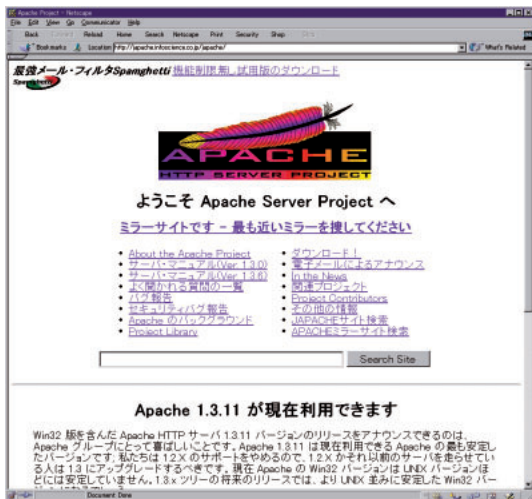 Apache Project - Netscape
File Edit View Go Communicator Help
Back Reload Home Search Netscape Print Security Shop
Bookmarks Location: http://apache.infoscience.co.jp/apache/ What's Related
最強メール・フィルタSpamghetti 機能制限無し試用版のダウンロード
APACHE
HTTP SERVER PROJECT
ようこそ Apache Server Project へ
ミラーサイトです - 最も近いミラーを捜してください
About the Apache Project
サーバ・マニュアル(Ver 1.3.0)
サーバ・マニュアル(Ver 1.3.6)
よく聞かれる質問の一覧
バグ報告
セキュリティバグ報告
Apache のバックグラウンド
Project Library
ダウンロード!
電子メールによるアナウンス
In the News
関連プロジェクト
Project Contributors
その他の情報
JAPACHEサイト検索
APACHEミラーサイト検索
Search Site
Apache 1.3.11 が現在利用できます
Win32 版を含んだ Apache HTTP サーバ 1.3.11 バージョンのリリースをアナウンスできるのは、
Apache グループにとって喜ばしいことです。Apache 1.3.11 は現在利用できる Apache の最も安定し
たバージョンです; 私たちは 1.2.X のサポートをやめるので、1.2.X かそれ以前のサーバを走らせてい
る人は 1.3 にアップグレードするべきです。現在 Apache の Win32 バージョンは UNIX バージョンほ
どには安定していません。1.3.x ツリーの将来のリリースでは、より UNIX 並みに安定した Win32 バー
Document: Done